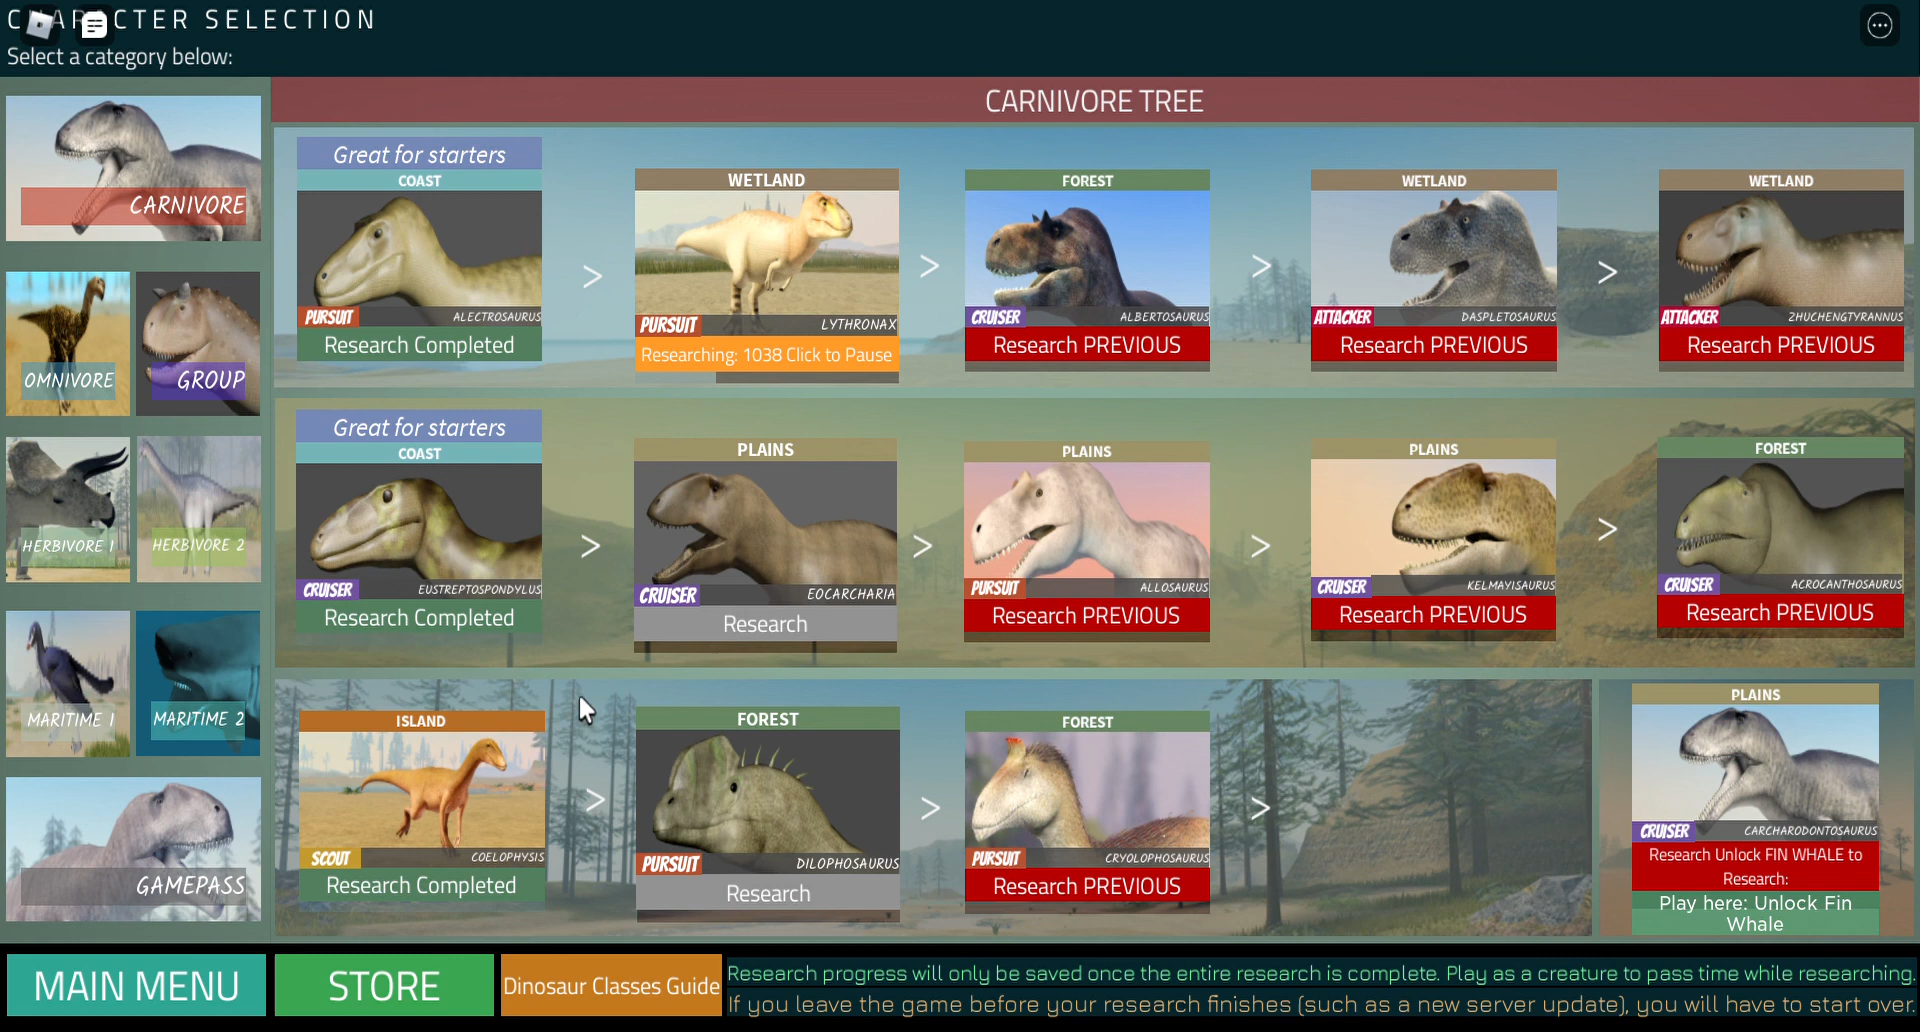 CHARACTER SELECTION
Select a category below:
CARNIVORE
OMNIVORE
GROUP
HERBIVORE 1
HERBIVORE 2
MARITIME 1
MARITIME 2
GAMEPASS
CARNIVORE TREE
Great for starters
COAST
PURSUIT
ALECTROSAURUS
Research Completed
>
WETLAND
PURSUIT
LYTHRONAX
Researching: 1038 Click to Pause
>
FOREST
CRUISER
ALBERTOSAURUS
Research PREVIOUS
>
WETLAND
ATTACKER
DASPLETOSAURUS
Research PREVIOUS
>
WETLAND
ATTACKER
ZHUCHENGTYRANNUS
Research PREVIOUS
Great for starters
COAST
CRUISER
EUSTREPTOSPONDYLUS
Research Completed
>
PLAINS
CRUISER
EOCARCHARIA
Research
>
PLAINS
PURSUIT
ALLOSAURUS
Research PREVIOUS
>
PLAINS
CRUISER
KELMAYISAURUS
Research PREVIOUS
>
FOREST
CRUISER
ACROCANTHOSAURUS
Research PREVIOUS
ISLAND
SCOUT
COELOPHYSIS
Research Completed
>
FOREST
PURSUIT
DILOPHOSAURUS
Research
>
FOREST
PURSUIT
CRYOLOPHOSAURUS
Research PREVIOUS
>
PLAINS
CRUISER
CARCHARODONTOSAURUS
Research Unlock FIN WHALE to
Research:
Play here: Unlock Fin
Whale
MAIN MENU
STORE
Dinosaur Classes Guide
Research progress will only be saved once the entire research is complete. Play as a creature to pass time while researching.
If you leave the game before your research finishes (such as a new server update), you will have to start over.